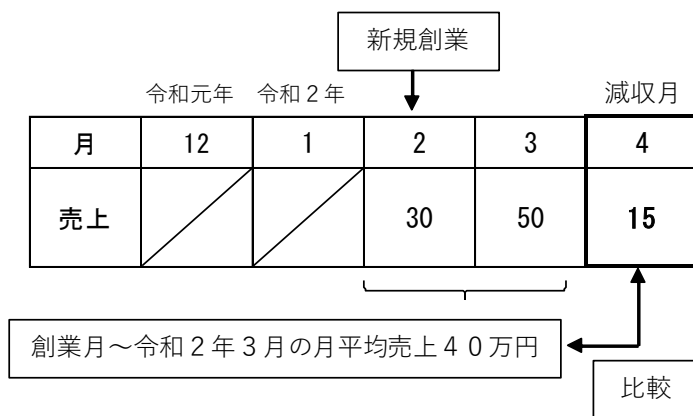 新規創業
令和元年 令和２年 減収月
月 12 1 2 3 4
売上 30 50 15
創業月～令和２年３月の月平均売上４０万円
比較